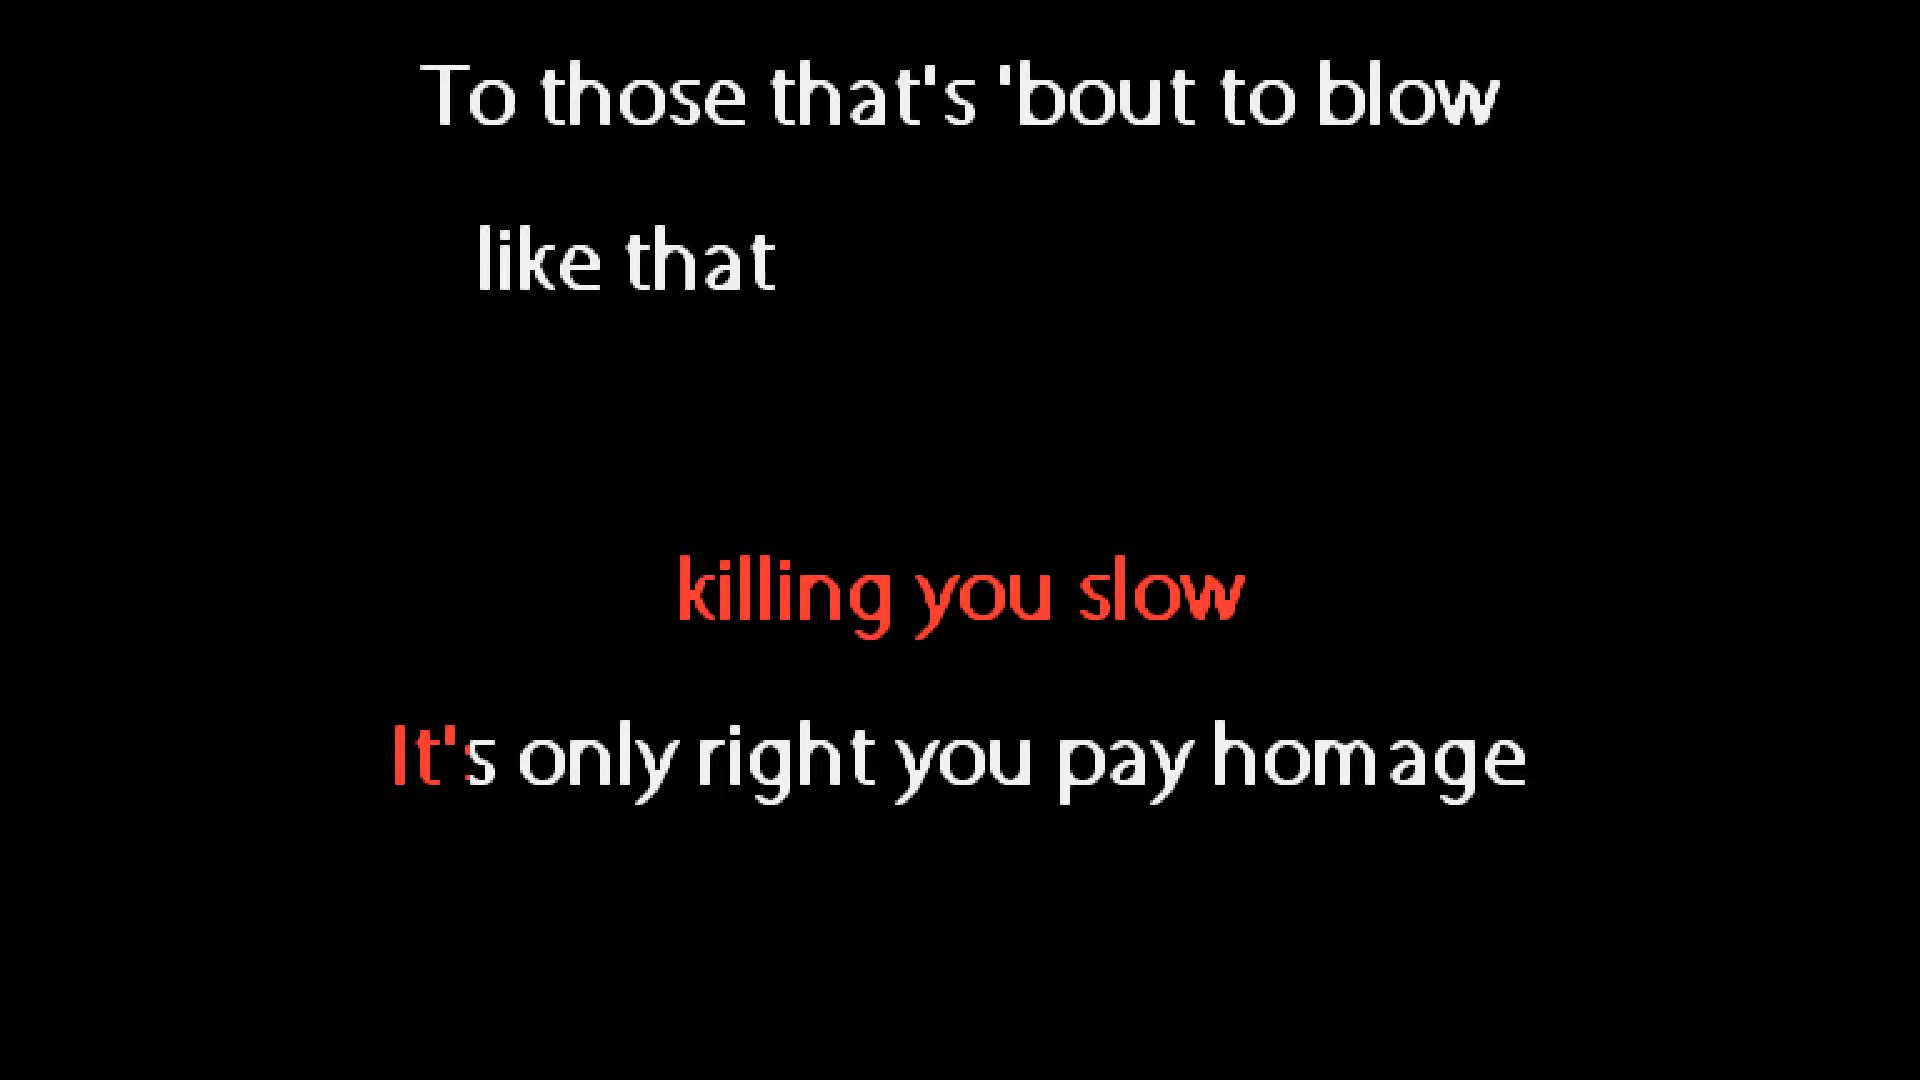 To those that's 'bout to blow
like that
killing you slow
It's only right you pay homage